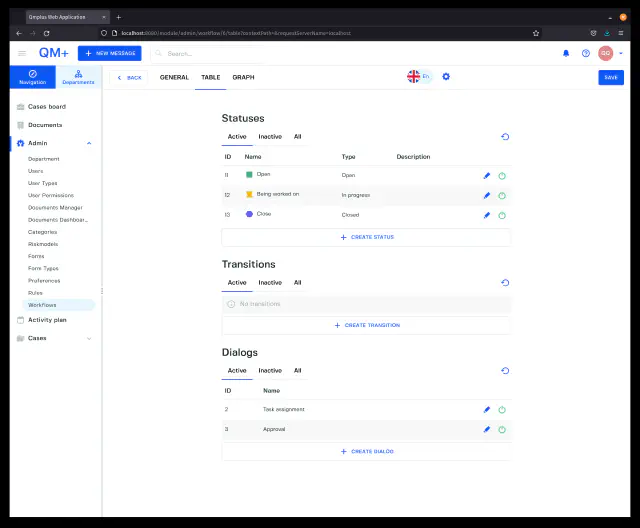 Qmplus Web Application
localhost:8080/module/admin/workflow/6/table?contextPath=&requestServerName=localhost
QM+
NEW MESSAGE
Search...
GO
Navigation
Departments
BACK
GENERAL
TABLE
GRAPH
En
SAVE
Cases board
Documents
Admin
Department
Users
User Types
User Permissions
Documents Manager
Documents Dashboar...
Categories
Riskmodels
Forms
Form Types
Preferences
Rules
Workflows
Activity plan
Cases
Statuses
Active Inactive All
ID Name Type Description
11 Open Open
12 Being worked on In progress
13 Close Closed
CREATE STATUS
Transitions
Active Inactive All
No transitions
CREATE TRANSITION
Dialogs
Active Inactive All
ID Name
2 Task assignment
3 Approval
CREATE DIALOG